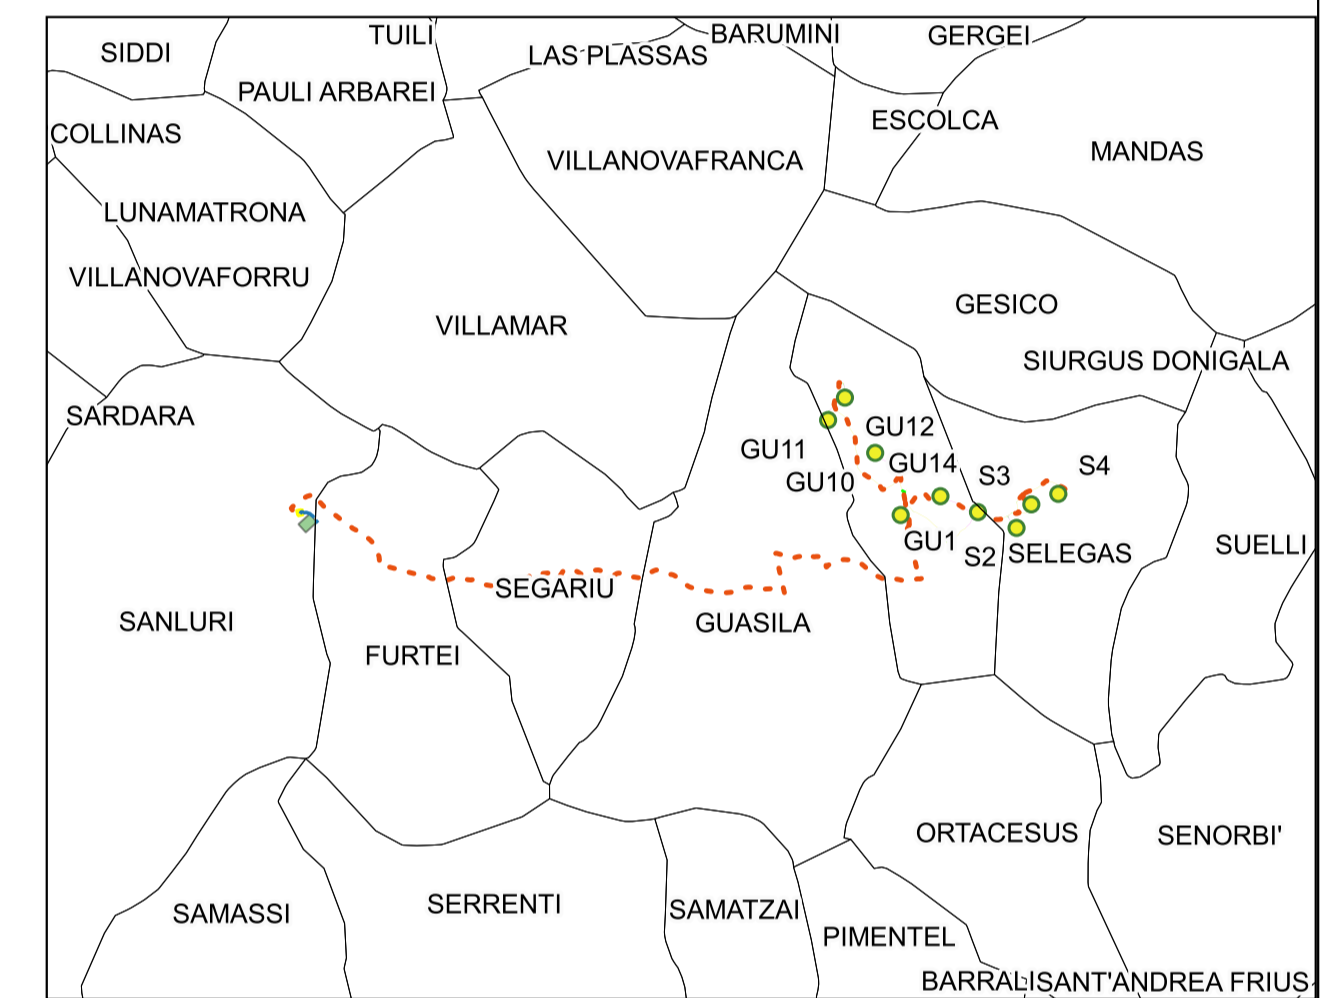 TUILI
BARUMINI
GERGEI
SIDDI
LAS PLASSAS
PAULI ARBAREI
ESCOLCA
COLLINAS
MANDAS
VILLANOVAFRANCA
LUNAMATRONA
VILLANOVAFORRU
GESICO
VILLAMAR
SIURGUS DONIGALA
SARDARA
GU12
GU11
GU14
S4
S3
GU10
GU1
S2
SELEGAS
SUELLI
SEGARIU
SANLURI
GUASILA
FURTEI
ORTACESUS
SENORBI'
SERRENTI
SAMASSI
SAMATZAI
PIMENTEL
BARRALISANT'ANDREA FRIUS